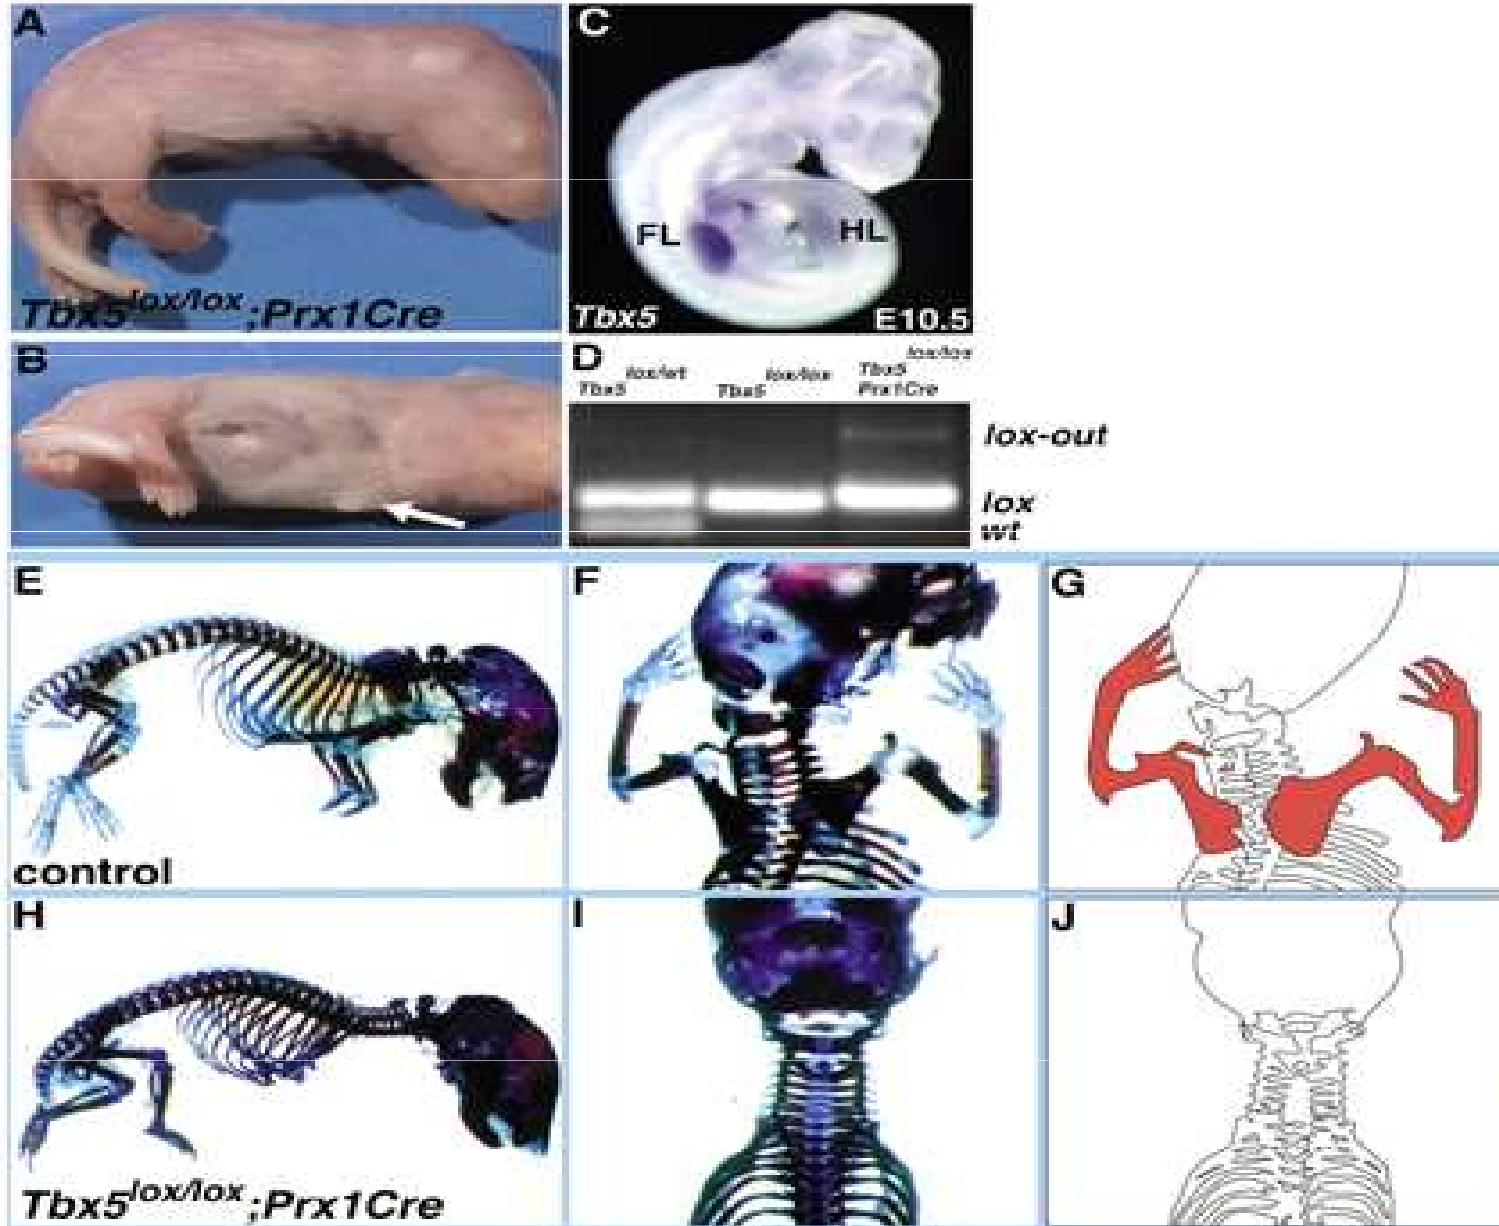 A
Tbx5lox/lox;Prx1Cre
B
C
FL
HL
Tbx5
E10.5
D
Tbx5lox/wt
Tbx5lox/lox
Tbx5lox/lox
Prx1Cre
lox-out
lox
wt
E
control
F
G
H
Tbx5lox/lox;Prx1Cre
I
J